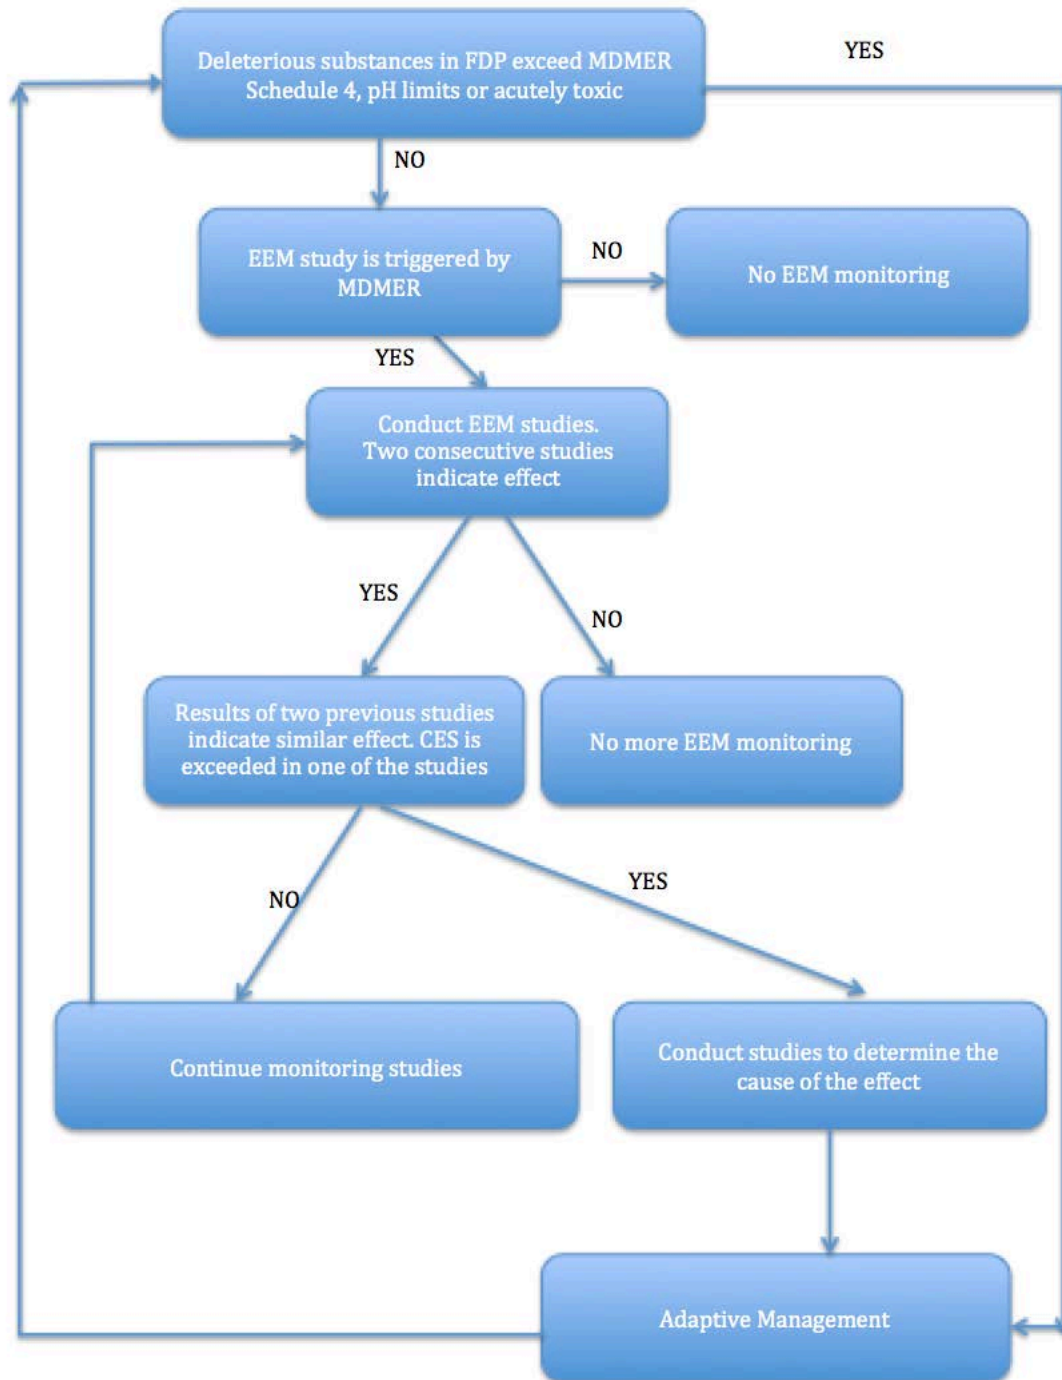 Deleterious substances in FDP exceed MDMER
Schedule 4, pH limits or acutely toxic
YES
NO
EEM study is triggered by
MDMER
NO
No EEM monitoring
YES
Conduct EEM studies.
Two consecutive studies
indicate effect
YES
NO
Results of two previous studies
indicate similar effect. CES is
exceeded in one of the studies
No more EEM monitoring
NO
YES
Continue monitoring studies
Conduct studies to determine the
cause of the effect
Adaptive Management